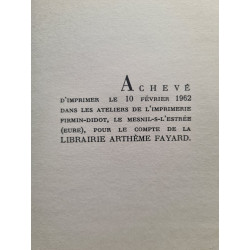 ACHEVÉ
D'IMPRIMER LE 10 FÉVRIER 1962
DANS LES ATELIERS DE L'IMPRIMERIE
FIRMIN-DIDOT, LE MESNIL-S-L'ESTRÉE
(EURE), POUR LE COMPTE DE LA
LIBRAIRIE ARTHÈME FAYARD.